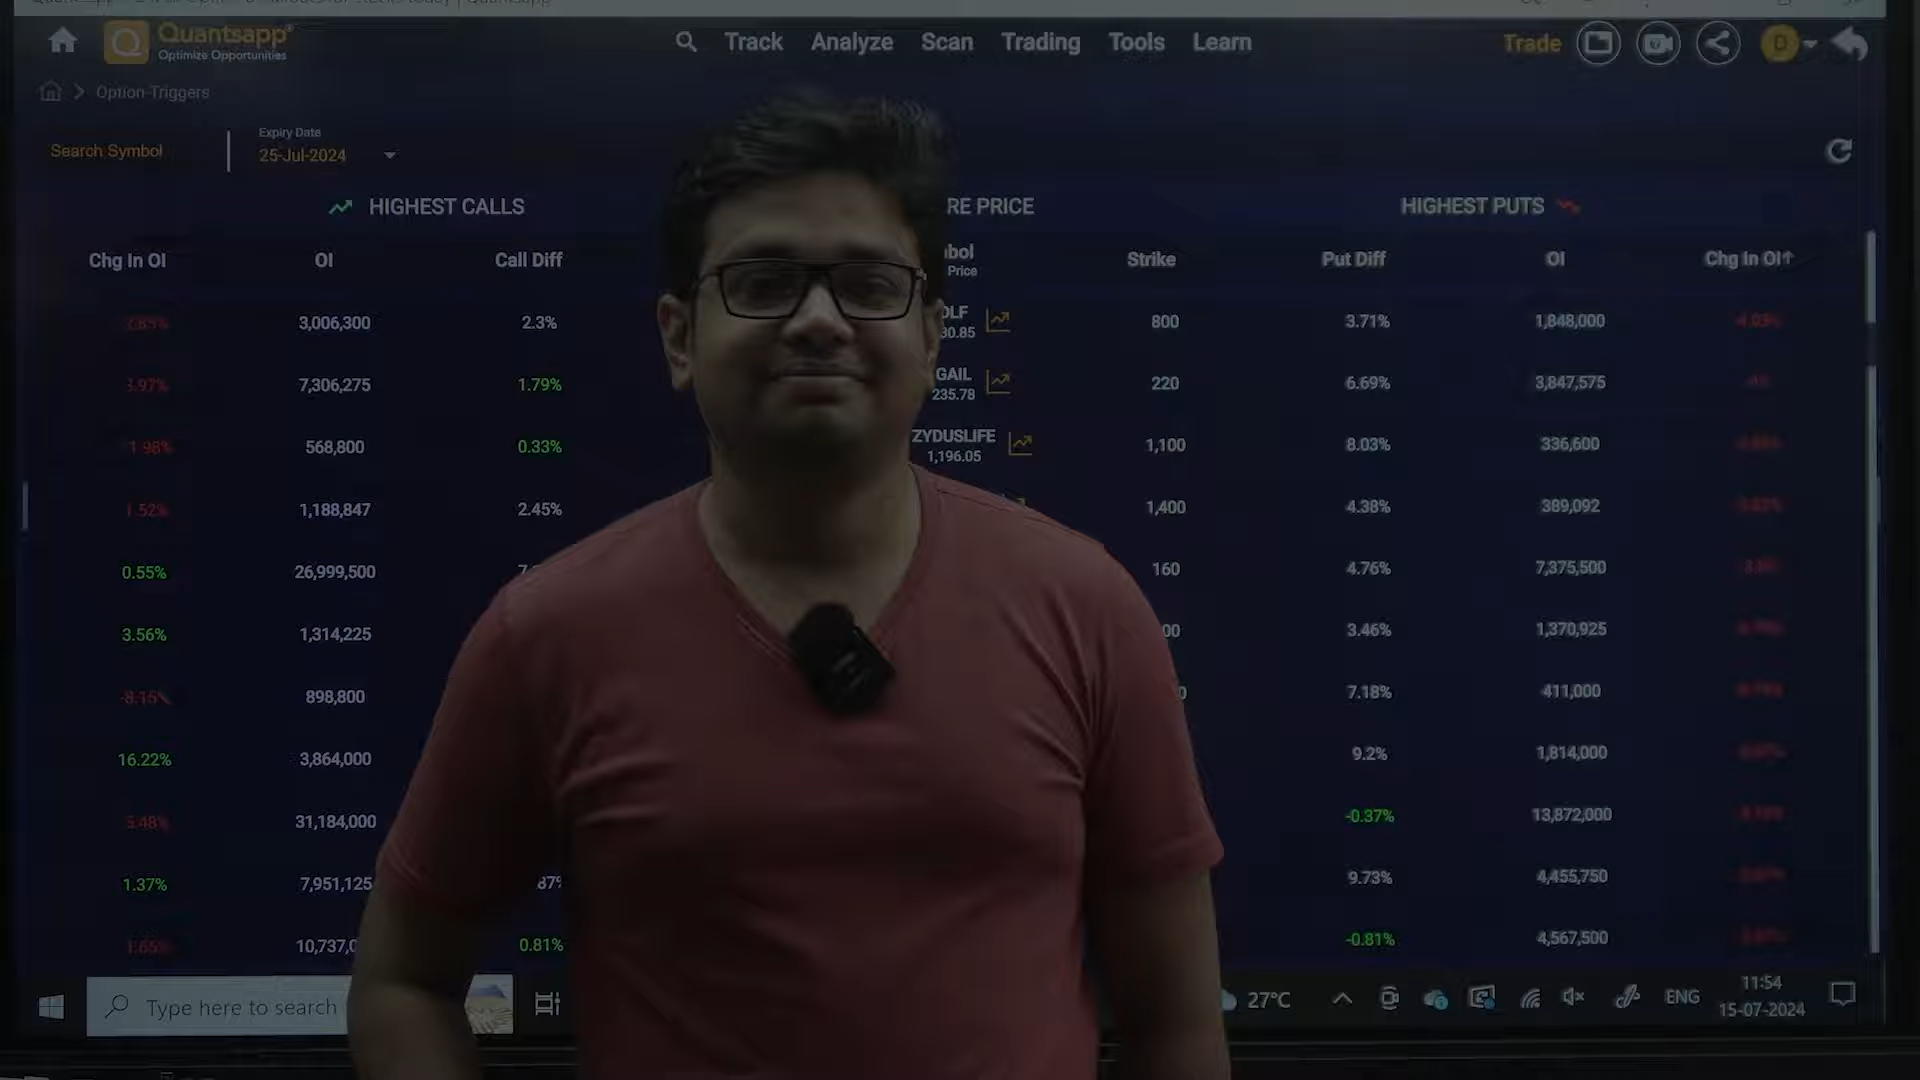 Quantsapp
Optimize Opportunities
Track Analyze Scan Trading Tools Learn
Trade
D
Option Triggers
Search Symbol
Expiry Date
25-Jul-2024
HIGHEST CALLS
RE PRICE
HIGHEST PUTS
Chg In OI OI Call Diff
Price
Strike Put Diff OI Chg In OI↑
3,006,300 2.3% 800 3.71% 1,848,000
7,306,275 1.79% GAIL 235.78 220 6.69% 3,847,575
568,800 0.33% ZYDUSLIFE 1,196.05 1,100 8.03% 336,600
1,188,847 2.45% 1,400 4.38% 389,092
0.55% 26,999,500 160 4.76% 7,375,500
3.56% 1,314,225 3.46% 1,370,925
-8.15% 898,800 7.18% 411,000
16.22% 3,864,000 9.2% 1,814,000
31,184,000 -0.37% 13,872,000
1.37% 7,951,125 9.73% 4,455,750
0.81% -0.81% 4,567,500
Type here to search
27°C
ENG
11:54
15-07-2024